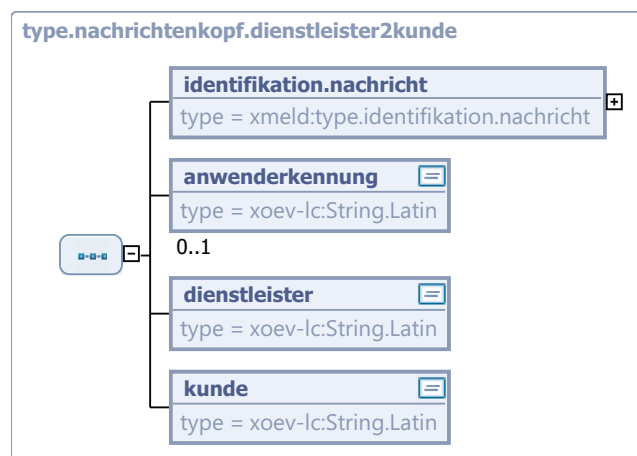 type.nachrichtenkopf.dienstleister2kunde
identifikation.nachricht
type = xmeld:type.identifikation.nachricht
anwenderkennung
type = xoev-lc:String.Latin
0..1
dienstleister
type = xoev-lc:String.Latin
kunde
type = xoev-lc:String.Latin